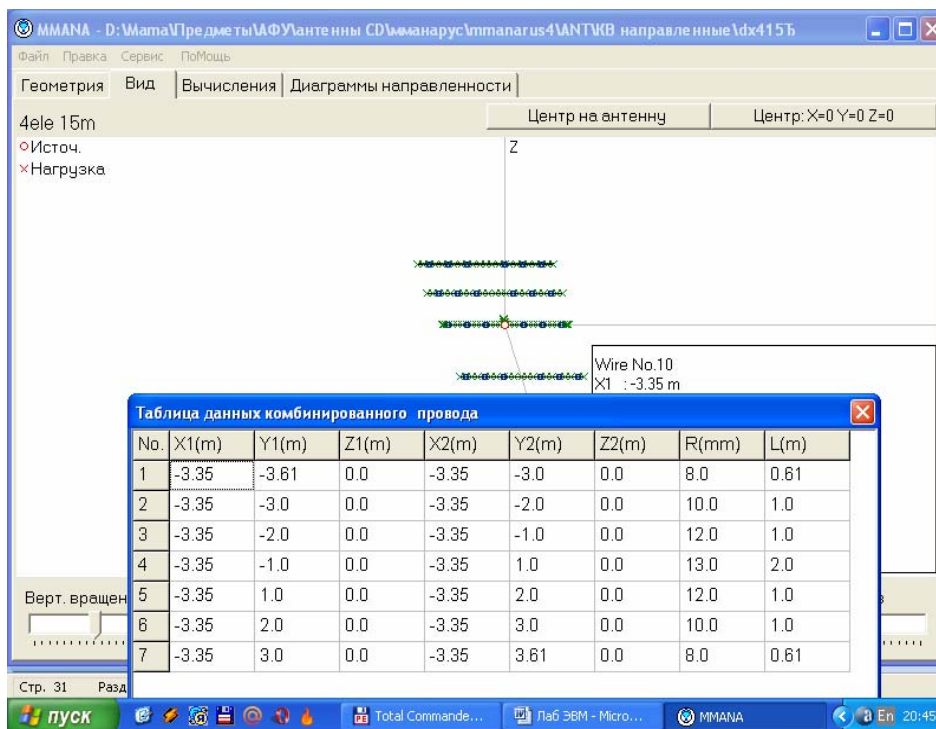 MMANA - D:\Mama\Предметы\АФУ\антенны CD\мманарус\mmanarus4\ANT\КВ направленные\dx415Ъ
Файл Правка Сервис ПоМощь
Геометрия Вид Вычисления Диаграммы направленности
4ele 15m Центр на антенну Центр: X=0 Y=0 Z=0
Источ.
Нагрузка
Z
Wire No.10
X1 :-3.35 m
Таблица данных комбинированного провода
No. X1(m) Y1(m) Z1(m) X2(m) Y2(m) Z2(m) R(mm) L(m)
1 -3.35 -3.61 0.0 -3.35 -3.0 0.0 8.0 0.61
2 -3.35 -3.0 0.0 -3.35 -2.0 0.0 10.0 1.0
3 -3.35 -2.0 0.0 -3.35 -1.0 0.0 12.0 1.0
4 -3.35 -1.0 0.0 -3.35 1.0 0.0 13.0 2.0
5 -3.35 1.0 0.0 -3.35 2.0 0.0 12.0 1.0
6 -3.35 2.0 0.0 -3.35 3.0 0.0 10.0 1.0
7 -3.35 3.0 0.0 -3.35 3.61 0.0 8.0 0.61
Верт. вращен
Стр. 31 Разд
пуск Total Commande... Лаб ЭВМ - Micro... MMANA En 20:45